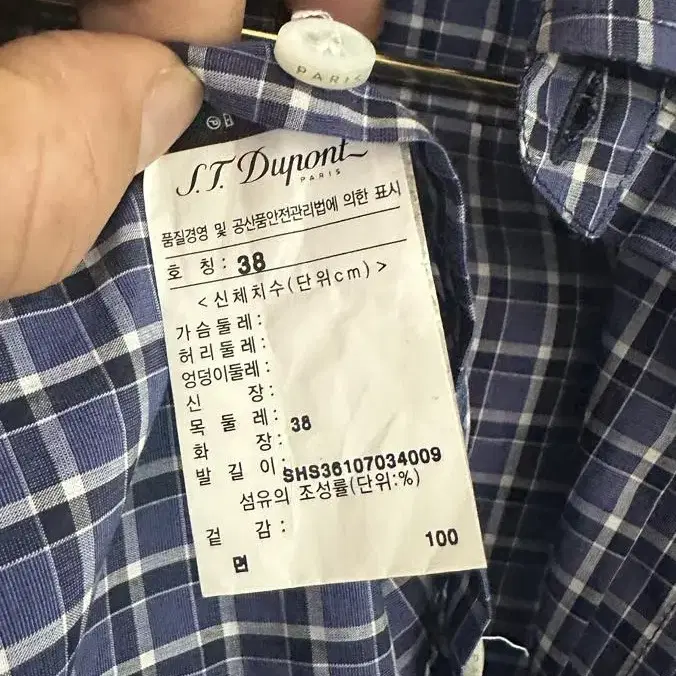 PARIS
S.T. Dupont
PARIS
품질경영 및 공산품안전관리법에 의한 표시
호 칭 : 38
< 신체치수(단위cm) >
가슴둘레 :
허리둘레 :
엉덩이둘레 :
신 장 :
목 둘 레 : 38
화 장 :
발 길 이 : SHS36107034009
섬유의 조성률(단위:%)
겉 감 :
면 100